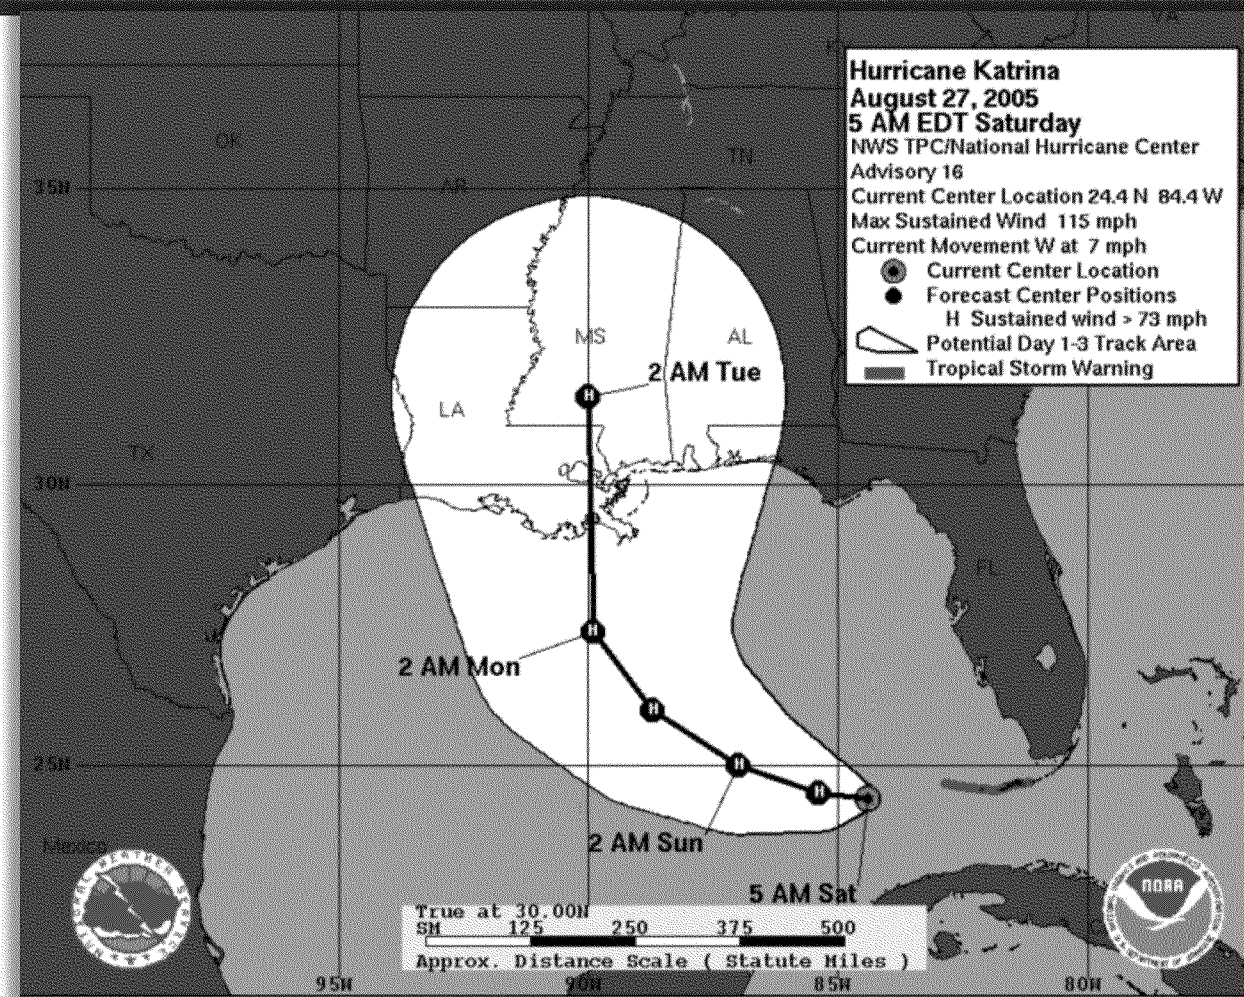 VA
K
Hurricane Katrina
August 27, 2005
5 AM EDT Saturday
NWS TPC/National Hurricane Center
Advisory 16
Current Center Location 24.4 N 84.4 W
Max Sustained Wind 115 mph
Current Movement W at 7 mph
Current Center Location
Forecast Center Positions
H Sustained wind > 73 mph
Potential Day 1-3 Track Area
Tropical Storm Warning
OK
TN
AR
35N
MS
AL
2 AM Tue
H
LA
TX
30N
FL
H
2 AM Mon
H
25N
H
H
2 AM Sun
Mexico
5 AM Sat
NOAA
True at 30.00N
SM 125 250 375 500
Approx. Distance Scale ( Statute Miles )
95W 90W 85W 80W